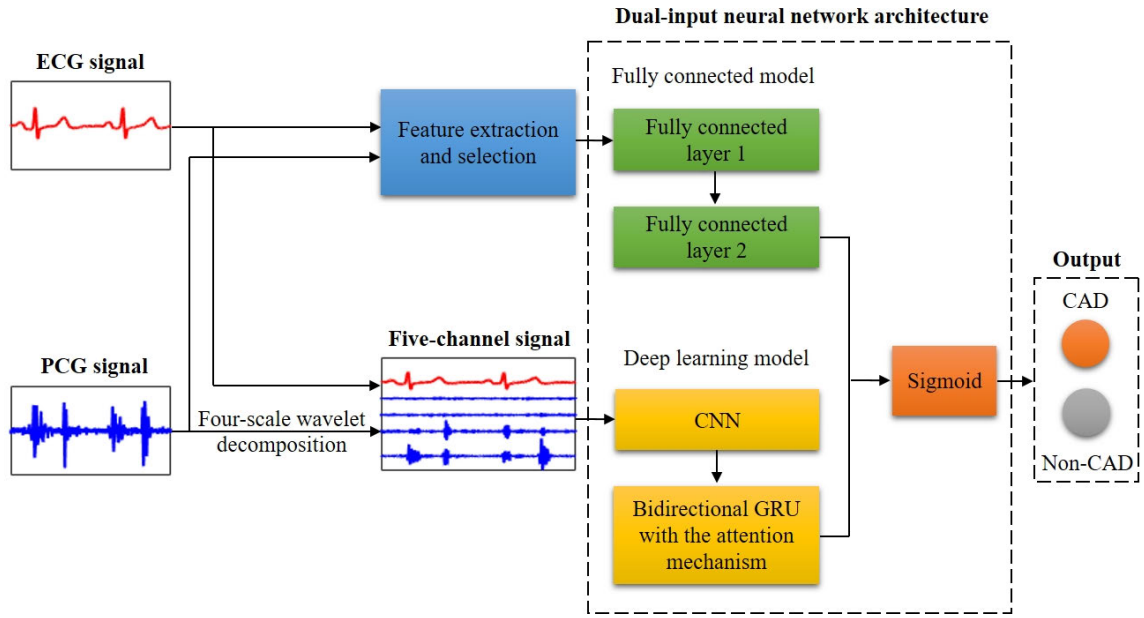 Dual-input neural network architecture
ECG signal
Fully connected model
Feature extraction
and selection
Fully connected
layer 1
Fully connected
layer 2
Output
CAD
Non-CAD
PCG signal
Four-scale wavelet
decomposition
Five-channel signal
Deep learning model
CNN
Bidirectional GRU
with the attention
mechanism
Sigmoid